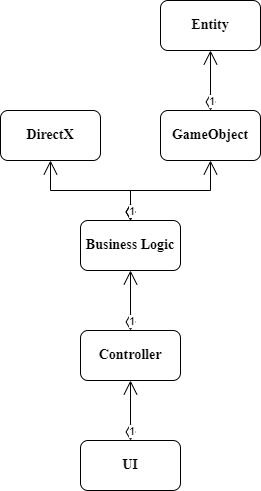 Entity
1
DirectX
GameObject
1
Business Logic
1
Controller
1
UI